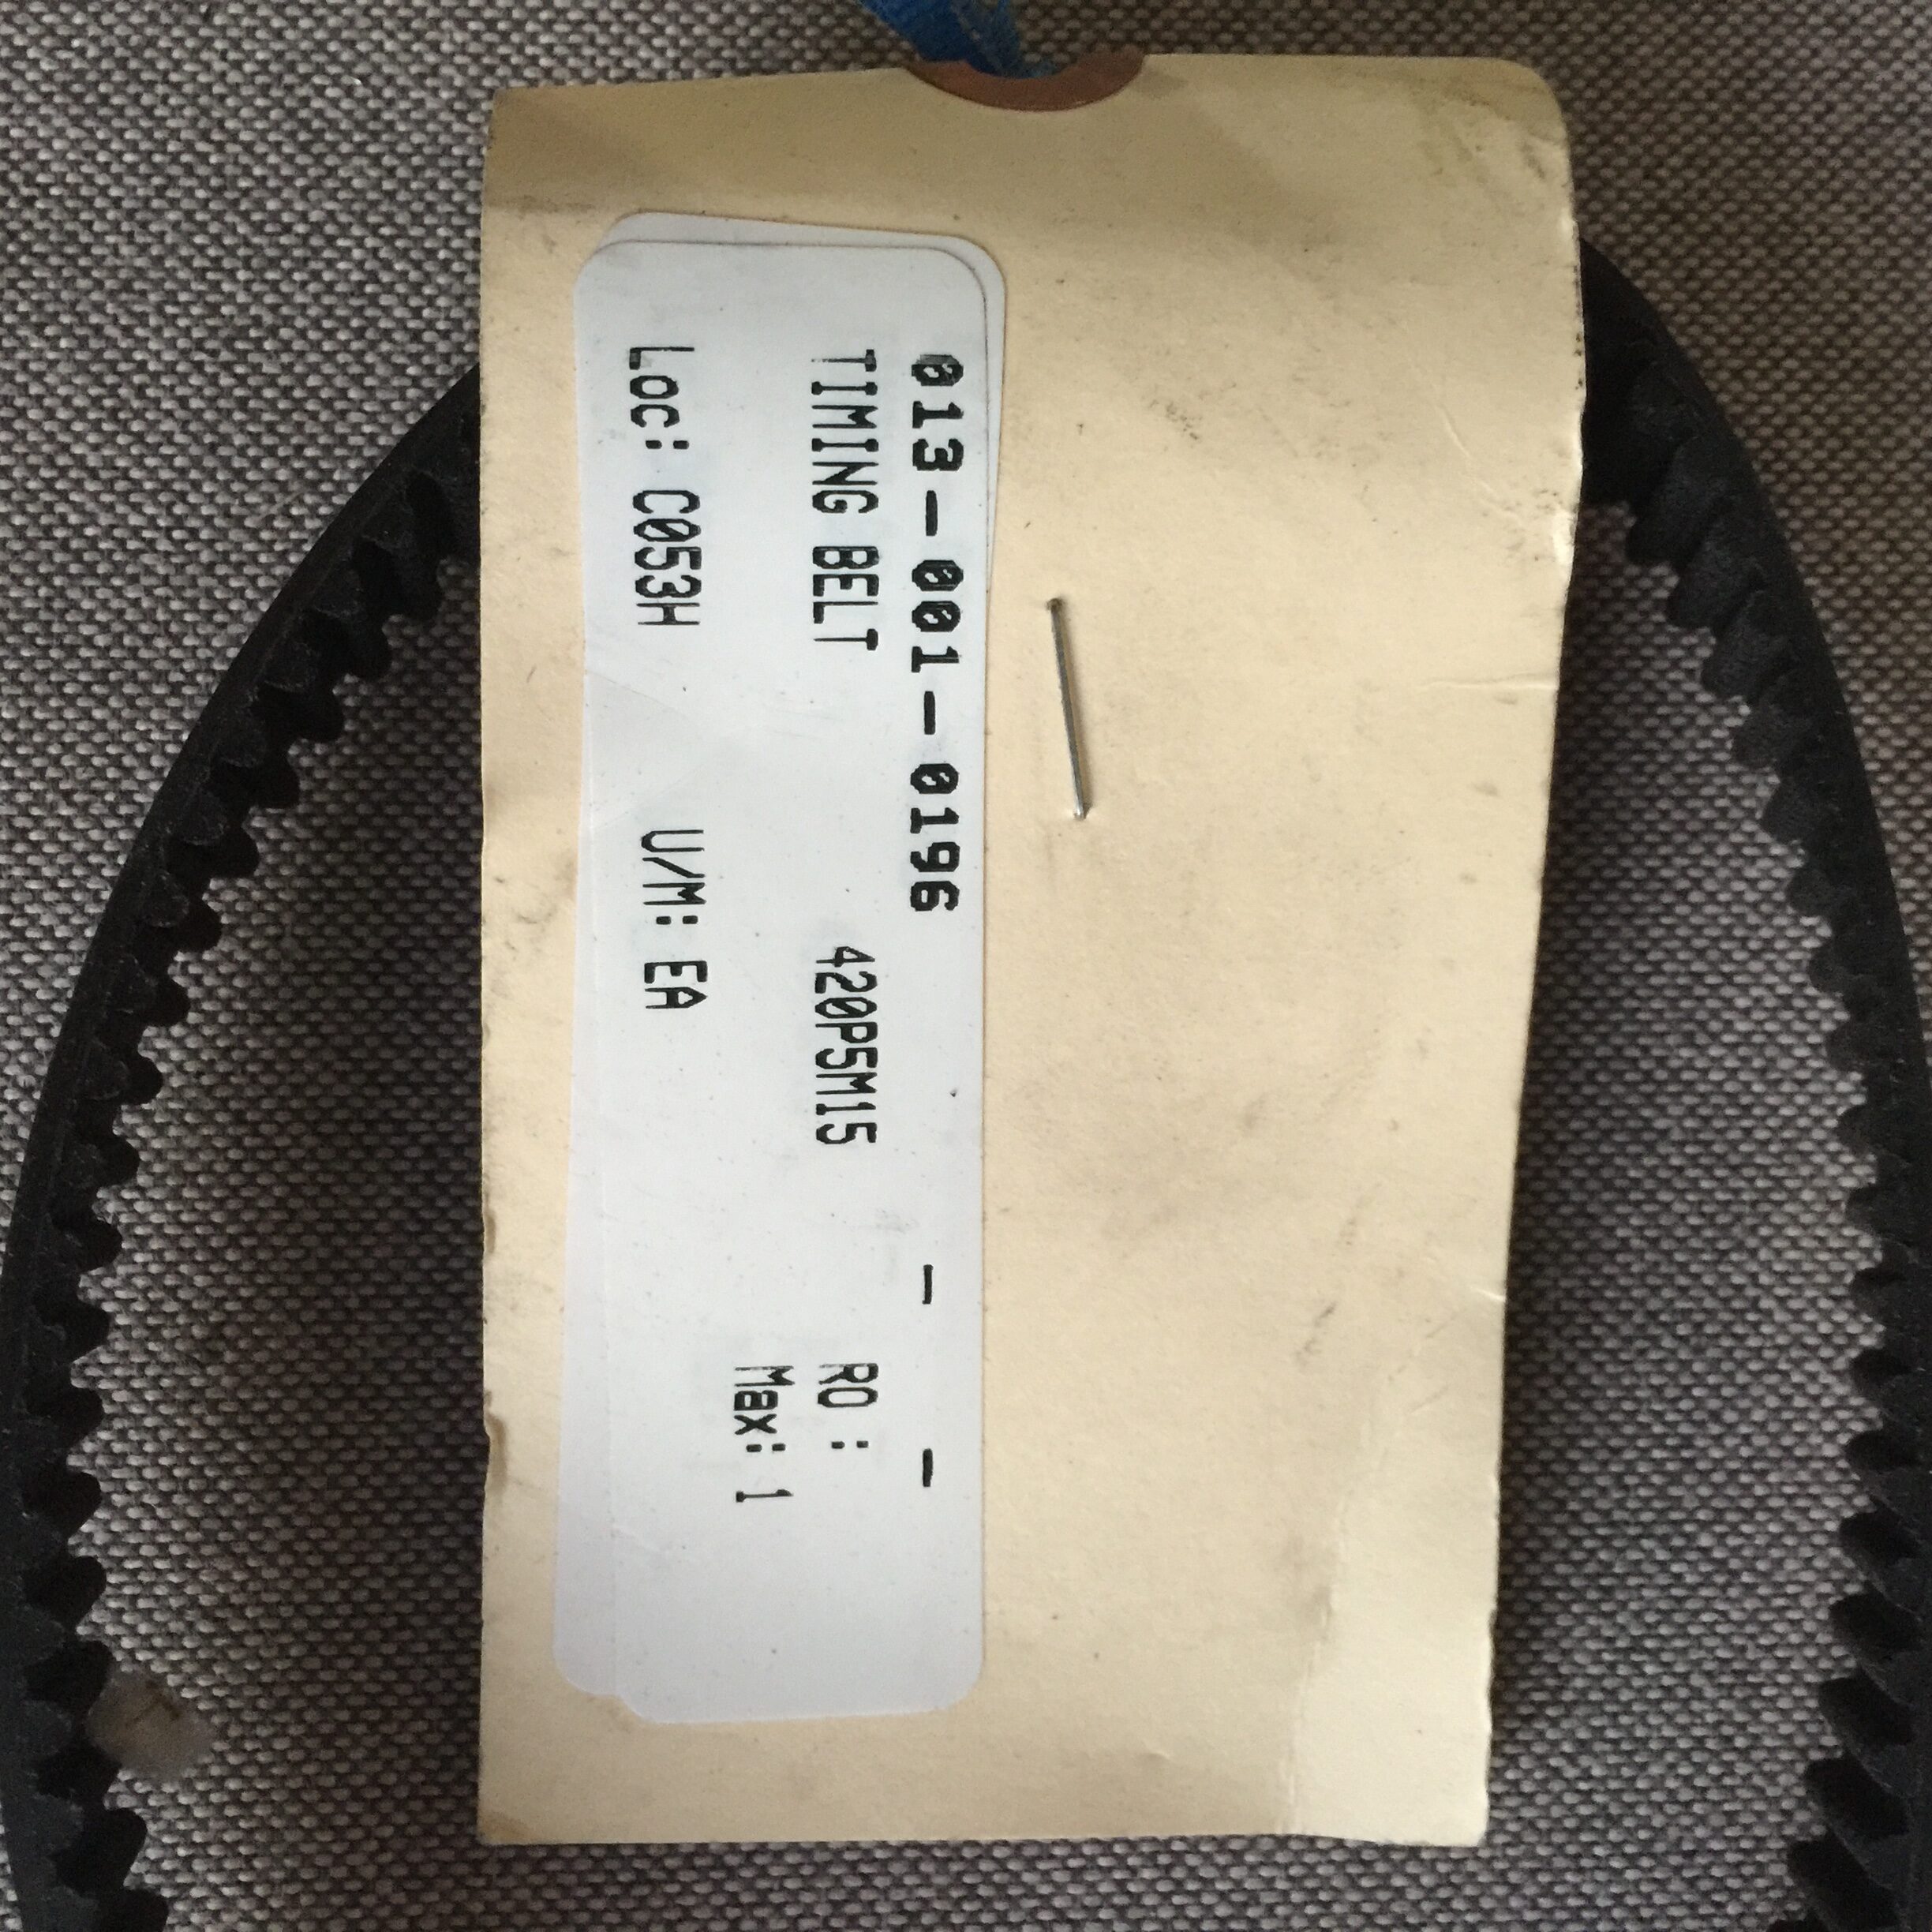 013-001-0196 - -
TIMING BELT 420P5M15 RO :
Max: 1
Loc: C053H U/M: EA